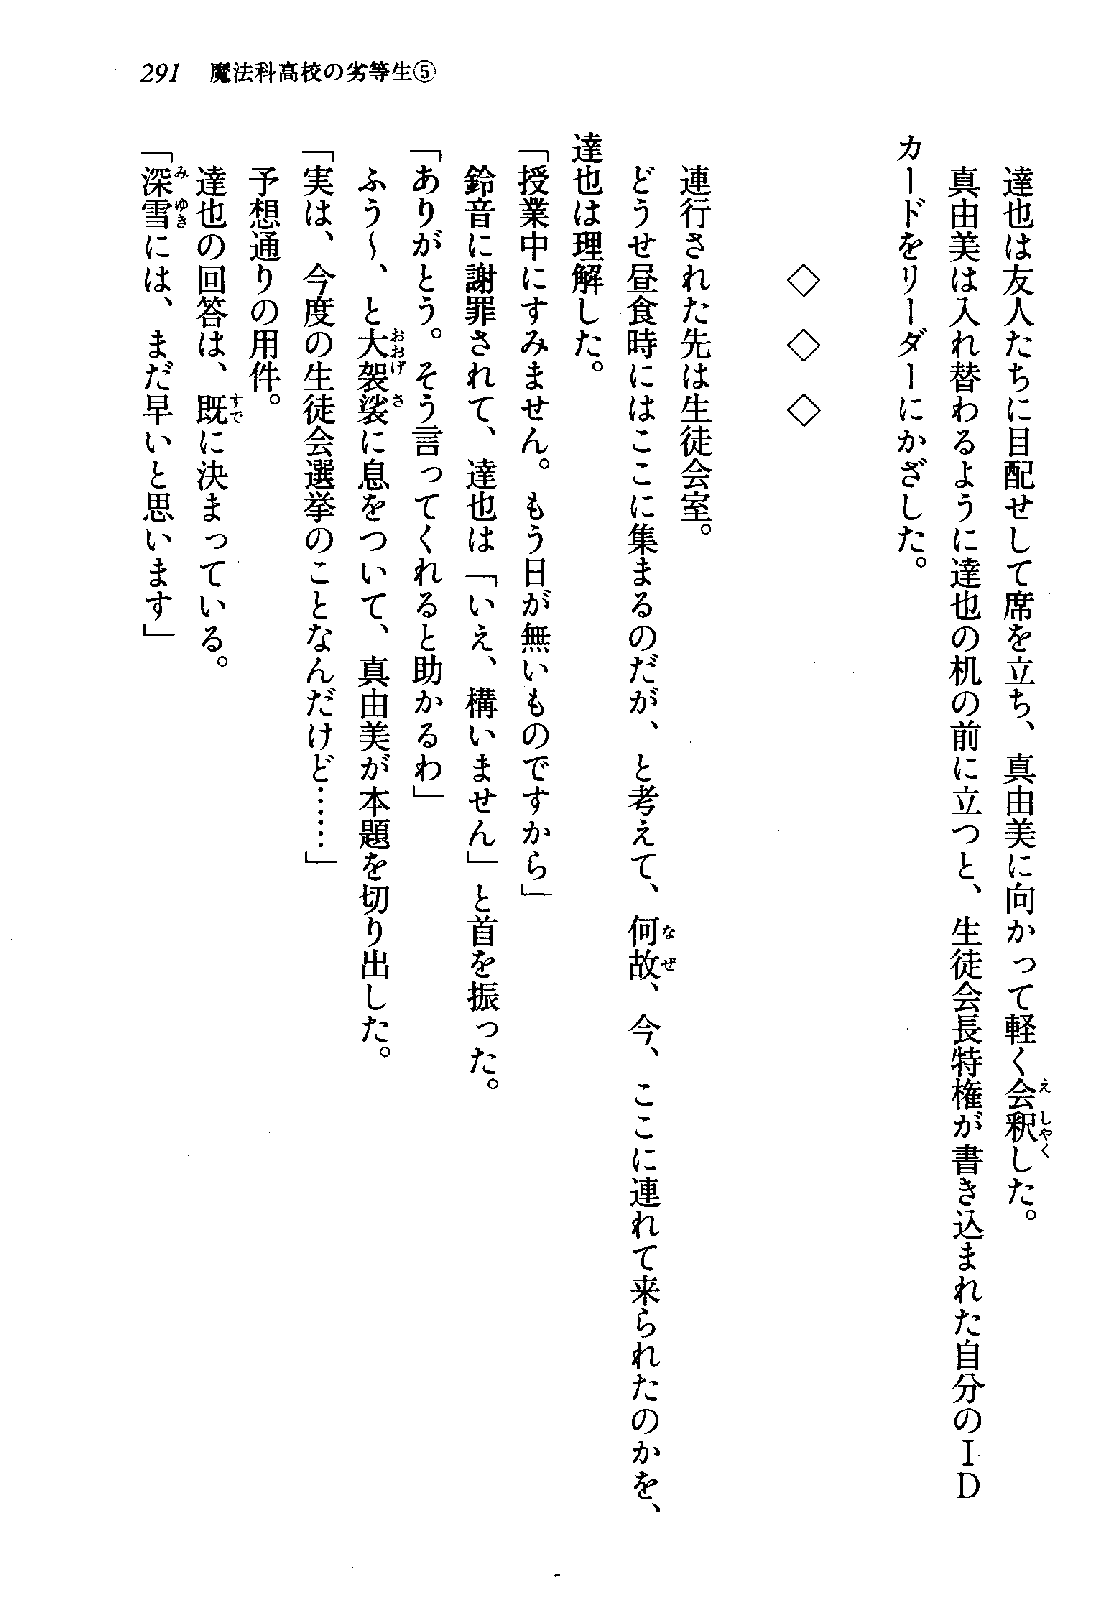 291 魔法科高校の劣等生⑤
達也は友人たちに目配せして席を立ち、真由美に向かって軽く会釈した。
真由美は入れ替わるように達也の机の前に立つと、生徒会長特権が書き込まれた自分のＩＤ
カードをリーダーにかざした。
◇ ◇ ◇
連行された先は生徒会室。
どうせ昼食時にはここに集まるのだが、と考えて、何故、今、ここに連れて来られたのかを、
達也は理解した。
「授業中にすみません。もう日が無いものですから」
鈴音に謝罪されて、達也は「いえ、構いません」と首を振った。
「ありがとう。そう言ってくれると助かるわ」
ふう～、と大袈裟に息をついて、真由美が本題を切り出した。
「実は、今度の生徒会選挙のことなんだけど……」
予想通りの用件。
達也の回答は、既に決まっている。
「深雪には、まだ早いと思います」